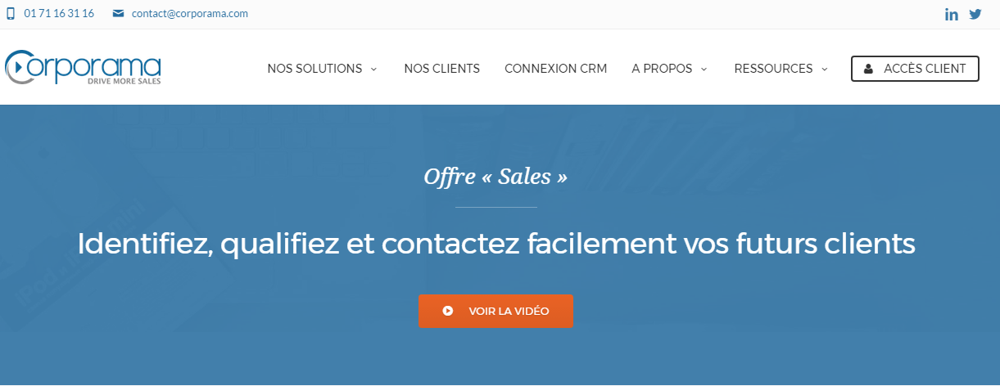 01 71 16 31 16 contact@corporama.com
Corporama
DRIVE MORE SALES
NOS SOLUTIONS NOS CLIENTS CONNEXION CRM A PROPOS RESSOURCES ACCÈS CLIENT
Offre « Sales »
Identifiez, qualifiez et contactez facilement vos futurs clients
VOIR LA VIDÉO